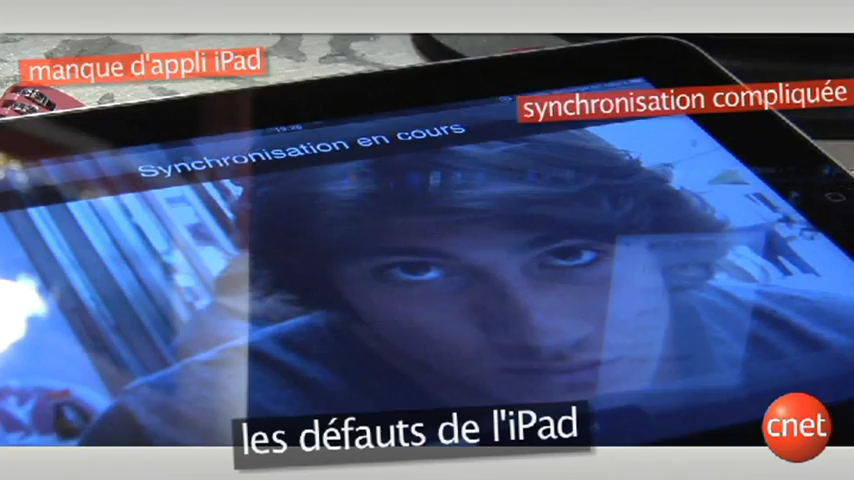 manque d'appli iPad
synchronisation compliquée
Synchronisation en cours
les défauts de l'iPad
cnet